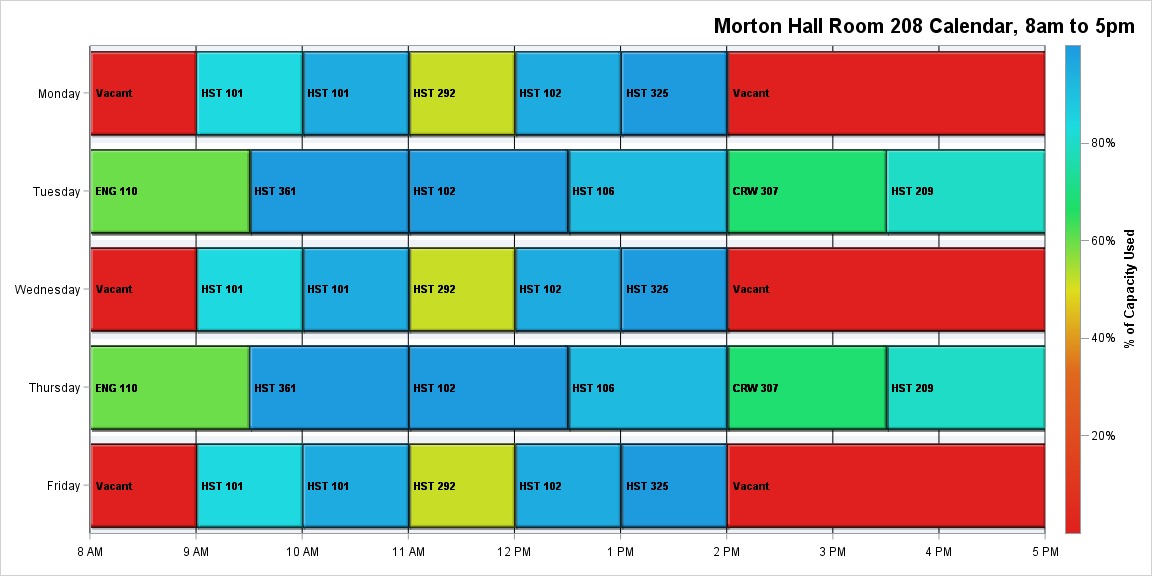 Morton Hall Room 208 Calendar, 8am to 5pm
Monday
Vacant
HST 101
HST 101
HST 292
HST 102
HST 325
Vacant
Tuesday
ENG 110
HST 361
HST 102
HST 106
CRW 307
HST 209
Wednesday
Vacant
HST 101
HST 101
HST 292
HST 102
HST 325
Vacant
Thursday
ENG 110
HST 361
HST 102
HST 106
CRW 307
HST 209
Friday
Vacant
HST 101
HST 101
HST 292
HST 102
HST 325
Vacant
8 AM
9 AM
10 AM
11 AM
12 PM
1 PM
2 PM
3 PM
4 PM
5 PM
80%
60%
40%
20%
% of Capacity Used